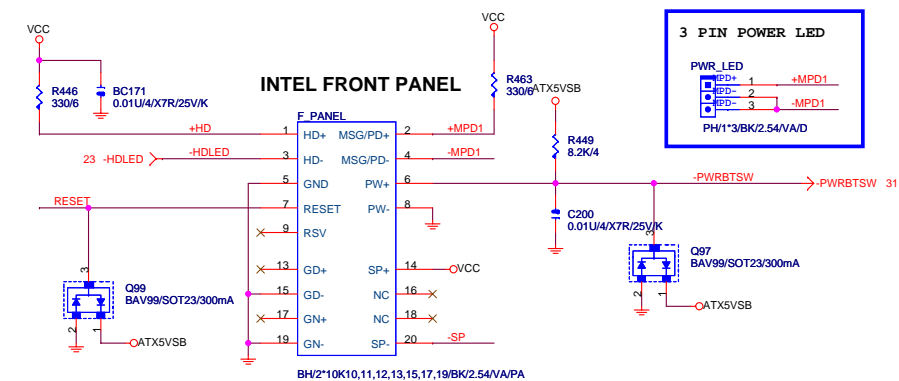 VCC
R446
330/6
BC171
0.01U/4/X7R/25V/K
INTEL FRONT PANEL
VCC
R463
330/6
ATX5VSB
R449
8.2K/4
3 PIN POWER LED
PWR_LED
MPD+ 1 +MPD1
MPD- 2
MPD- 3 -MPD1
PH/1*3/BK/2.54/VA/D
F_PANEL
+HD 1 HD+ MSG/PD+ 2 +MPD1
23 -HDLED -HDLED 3 HD- MSG/PD- 4 -MPD1
5 GND PW+ 6 -PWRBTSW -PWRBTSW 31
RESET 7 RESET PW- 8
9 RSV
13 GD+ SP+ 14 VCC
15 GD- NC 16
17 GN+ NC 18
19 GN- SP- 20 -SP
BH/2*10K10,11,12,13,15,17,19/BK/2.54/VA/PA
C200
0.01U/4/X7R/25V/K
3
Q99
BAV99/SOT23/300mA
2
1
ATX5VSB
3
Q97
BAV99/SOT23/300mA
2
1
ATX5VSB